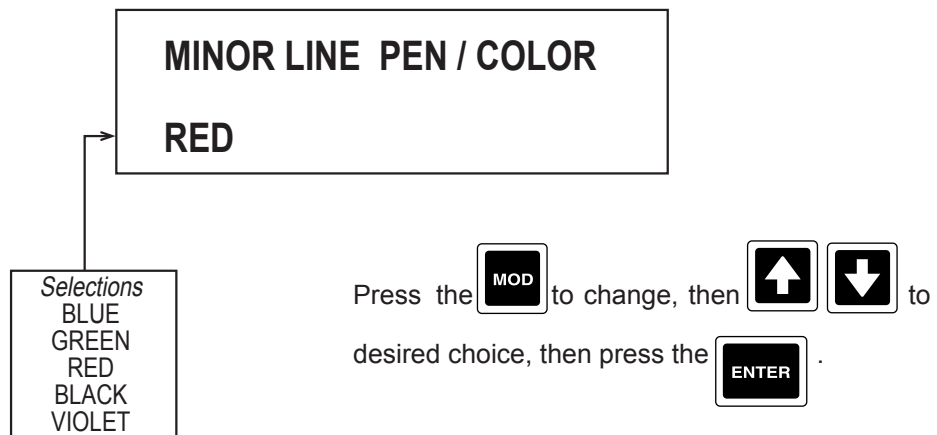 MINOR LINE PEN / COLOR
RED
Selections
BLUE
GREEN
RED
BLACK
VIOLET
Press the MOD to change, then to
desired choice, then press the ENTER .